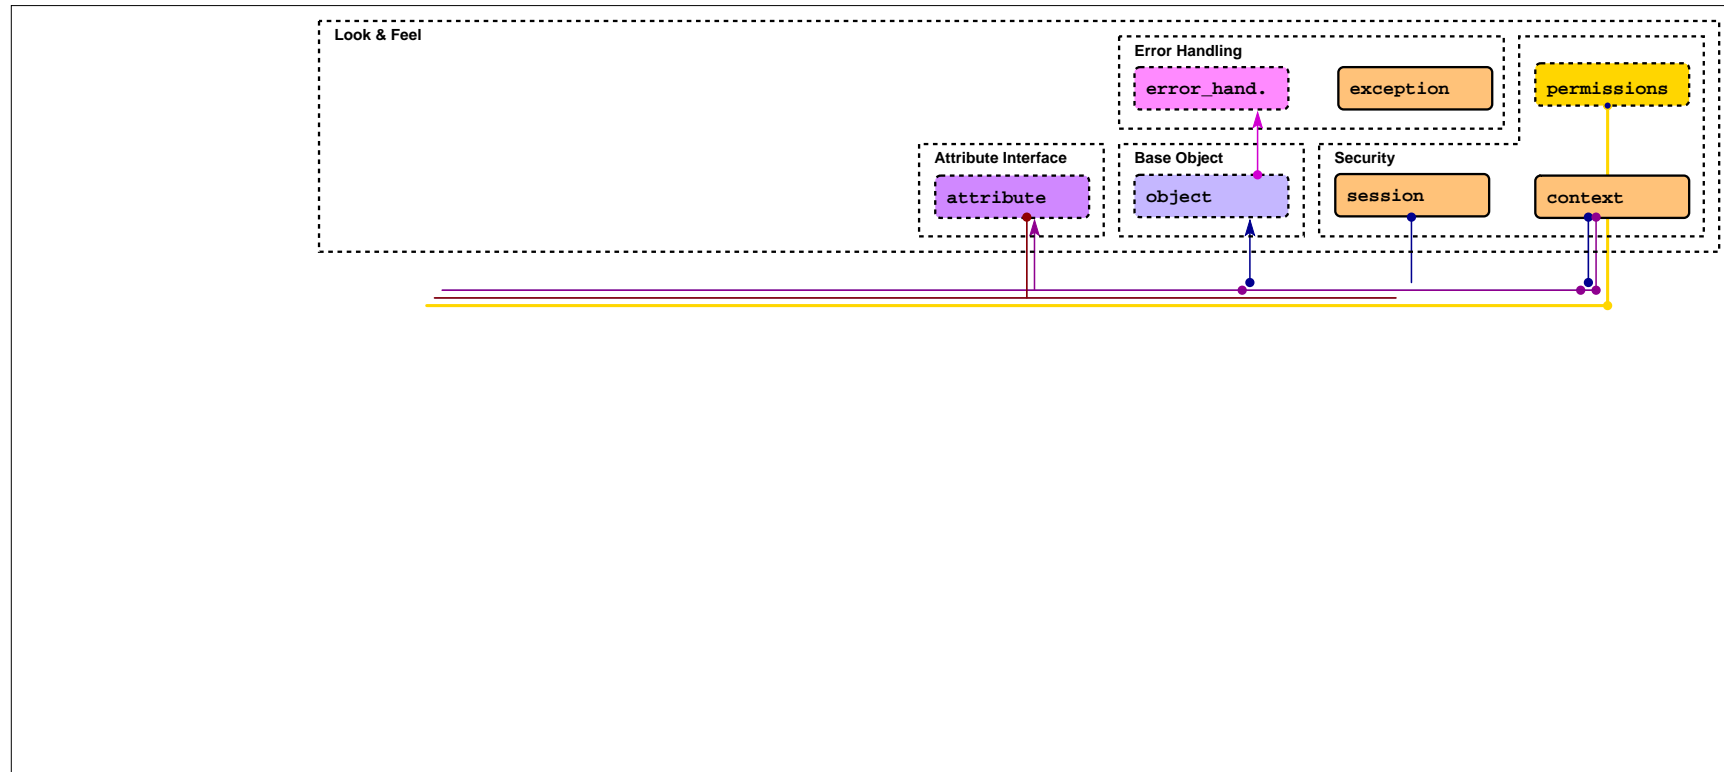 Look & Feel
Error Handling
error_hand.
exception
permissions
Attribute Interface
Base Object
Security
attribute
object
session
context